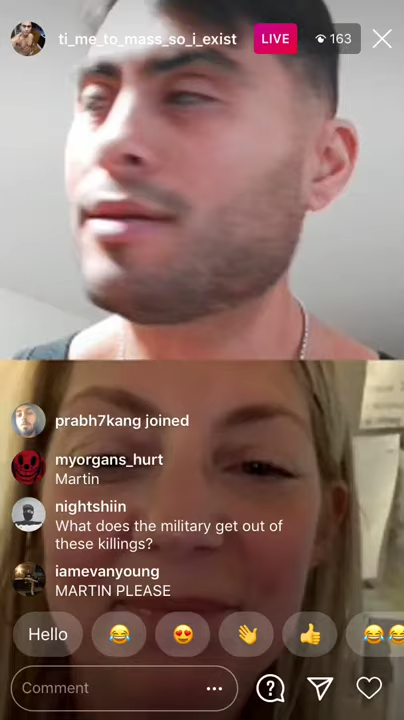 ti_me_to_mass_so_i_exist LIVE 163
prabh7kang joined
myorgans_hurt
Martin
nightshiin
What does the military get out of
these killings?
iamevanyoung
MARTIN PLEASE
Hello
Comment